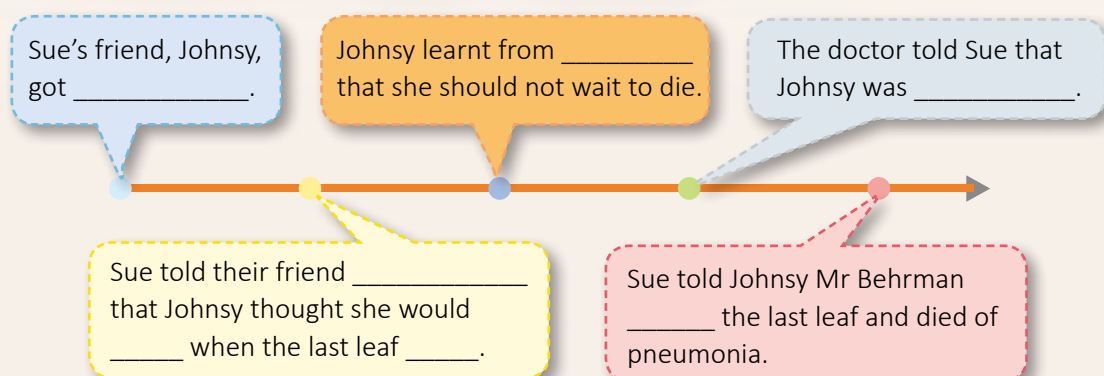 Sue's friend, Johnsy,
got ____________.
Johnsy learnt from _________
that she should not wait to die.
The doctor told Sue that
Johnsy was ___________.
Sue told their friend ____________
that Johnsy thought she would
_____ when the last leaf _____.
Sue told Johnsy Mr Behrman
______ the last leaf and died of
pneumonia.